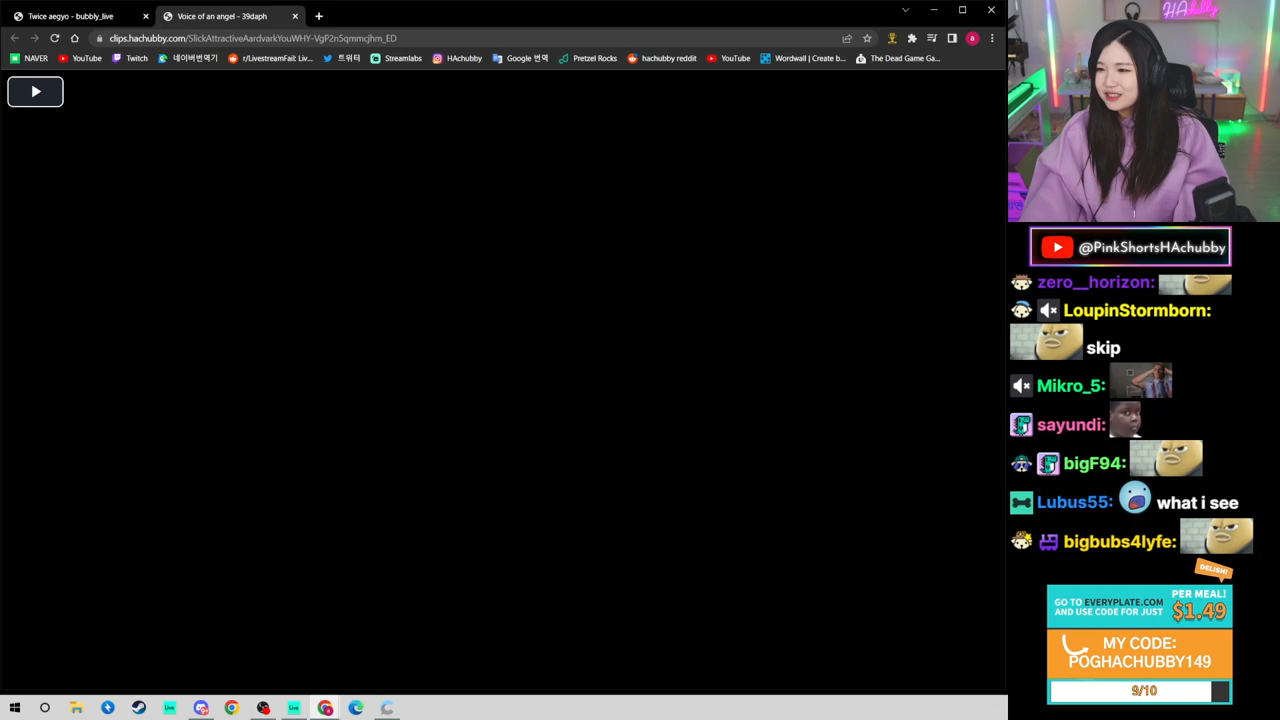 Twice aegyo - bubbly_live
Voice of an angel - 39daph
HAchubby
clips.hachubby.com/SlickAttractiveAardvarkYouWHY-VgP2n5qmmcjhm_ED
a
NAVER
YouTube
Twitch
네이버번역기
r/LivestreamFail: Liv...
트위터
Streamlabs
HAchubby
Google 번역
Pretzel Rocks
hachubby reddit
YouTube
Wordwall | Create b...
The Dead Game Ga...
@PinkShortsHAchubby
zero__horizon:
LoupinStormborn:
skip
Mikro_5:
sayundi:
bigF94:
Lubus55: what i see
bigbubs4lyfe:
DELISH!
GO TO EVERYPLATE.COM
AND USE CODE FOR JUST
PER MEAL!
$1.49
MY CODE:
POGHACHUBBY149
9/10
Live
Live